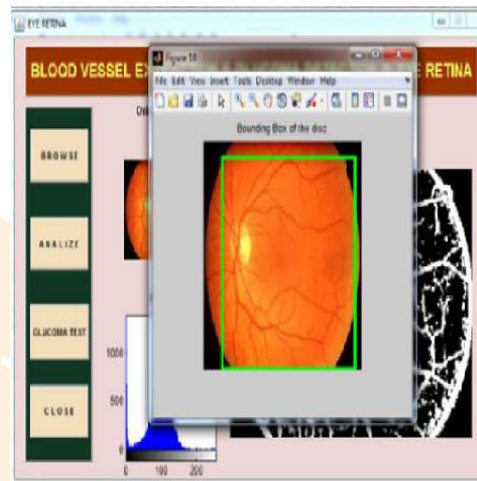 EYE RETINA
BLOOD VESSEL EX
E RETINA
Figure 10
File Edit View Insert Tools Desktop Window Help
Bounding Box of the disc
BROWSE
ANALIZE
GLUCOMA TEST
CLOSE
1000
500
0
0 100 200